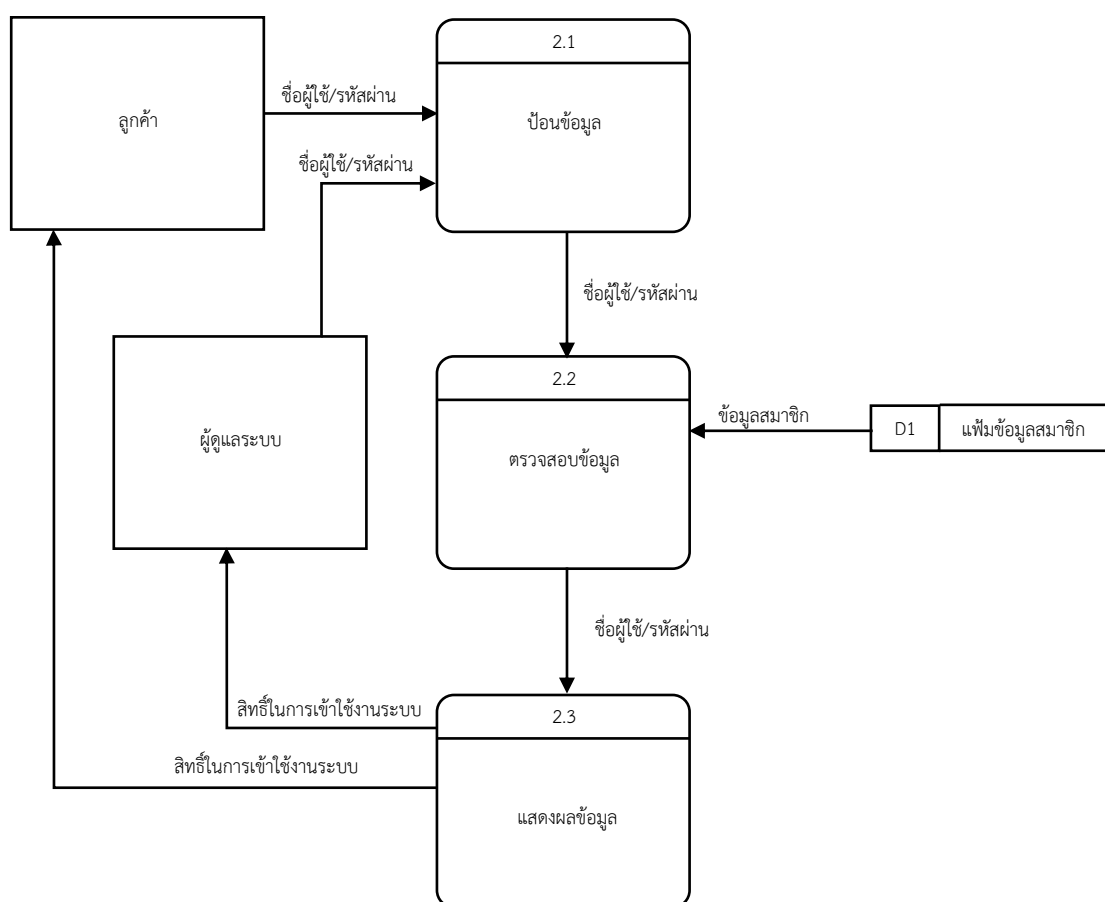 2.1
ลูกค้า
ชื่อผู้ใช้/รหัสผ่าน
ป้อนข้อมูล
ชื่อผู้ใช้/รหัสผ่าน
ชื่อผู้ใช้/รหัสผ่าน
2.2
ผู้ดูแลระบบ
ตรวจสอบข้อมูล
ข้อมูลสมาชิก
D1
แฟ้มข้อมูลสมาชิก
ชื่อผู้ใช้/รหัสผ่าน
2.3
สิทธิ์ในการเข้าใช้งานระบบ
สิทธิ์ในการเข้าใช้งานระบบ
แสดงผลข้อมูล